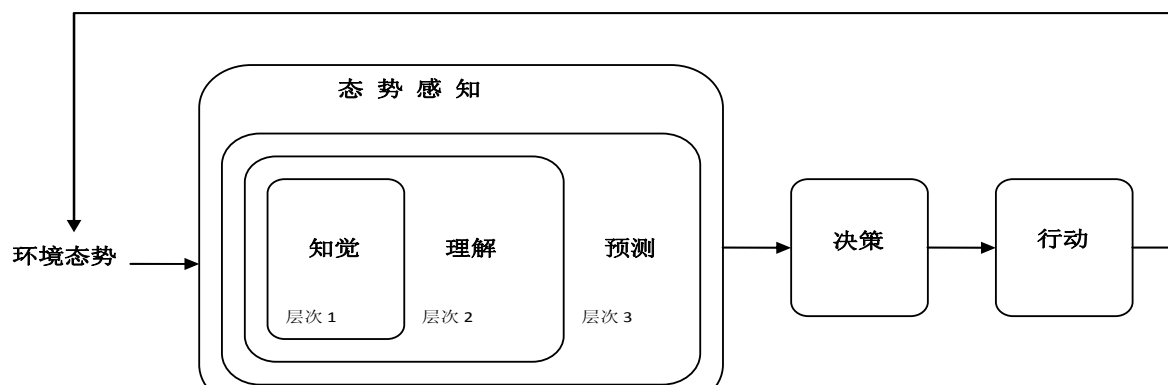 态 势 感 知
环境态势
知觉
理解
预测
决策
行动
层次 1
层次 2
层次 3